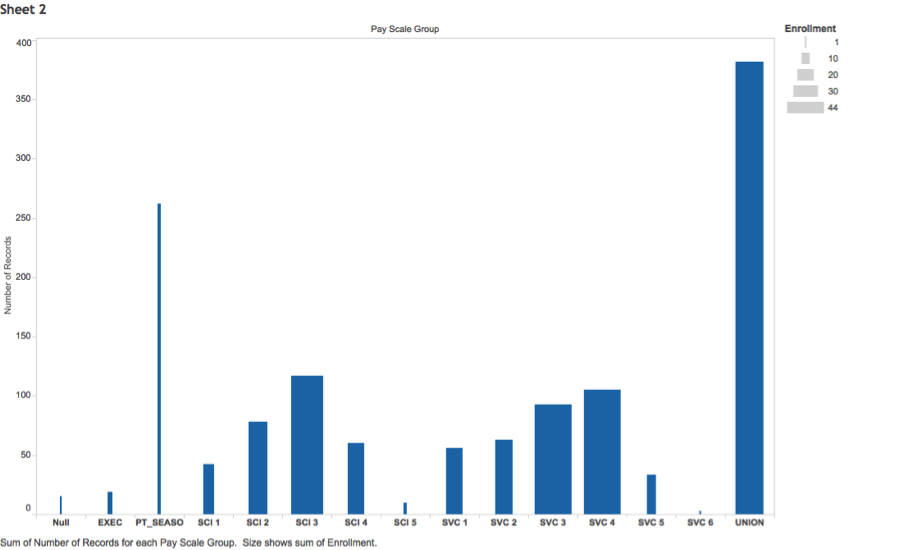 Sheet 2
Pay Scale Group
Enrollment
1
10
20
30
44
Number of Records
400
350
300
250
200
150
100
50
0
Null EXEC PT_SEASO SCI 1 SCI 2 SCI 3 SCI 4 SCI 5 SVC 1 SVC 2 SVC 3 SVC 4 SVC 5 SVC 6 UNION
Sum of Number of Records for each Pay Scale Group. Size shows sum of Enrollment.